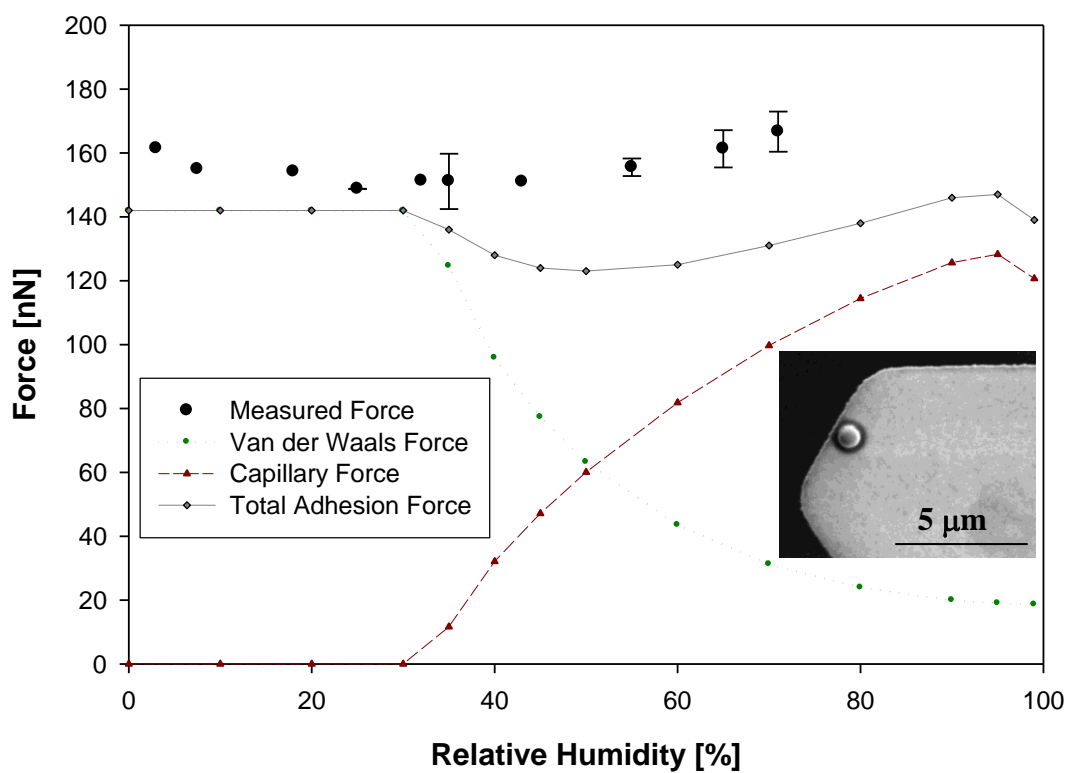 200
180
160
140
120
100
80
60
40
20
0
Force [nN]
Measured Force
Van der Waals Force
Capillary Force
Total Adhesion Force
5 μm
0 20 40 60 80 100
Relative Humidity [%]